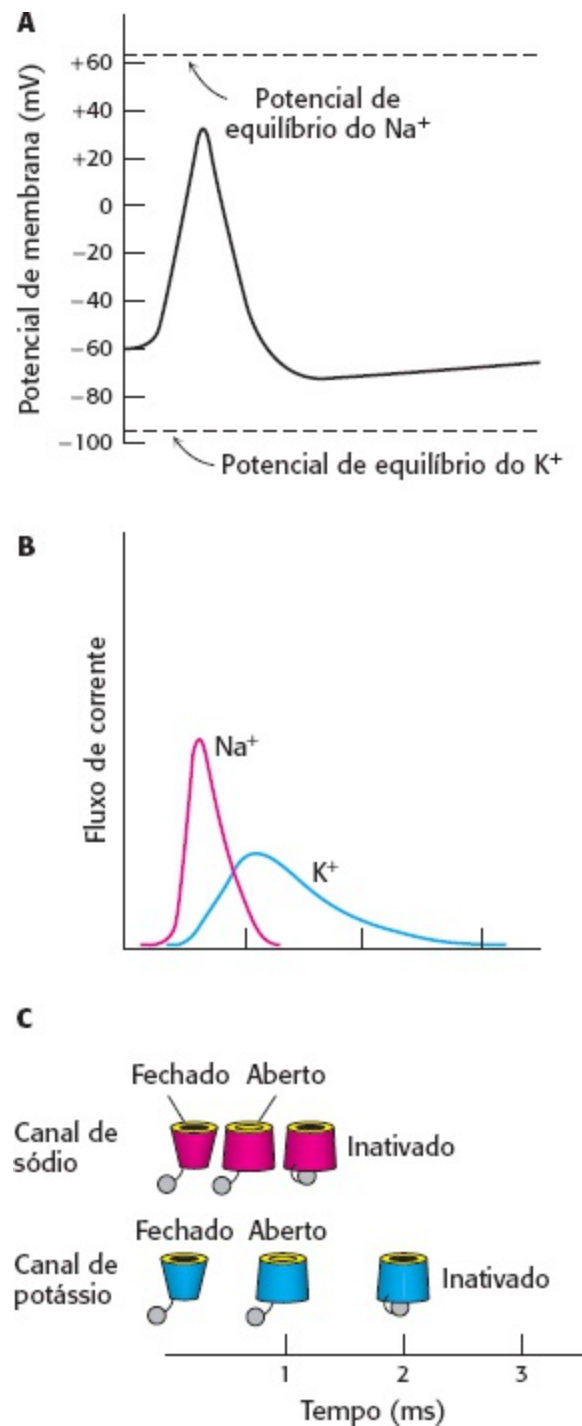 A
Potencial de membrana (mV)
+60
+40
+20
0
−20
−40
−60
−80
−100
Potencial de
equilíbrio do Na⁺
Potencial de equilíbrio do K⁺
B
Fluxo de corrente
Na⁺
K⁺
C
Fechado Aberto
Canal de
sódio
Inativado
Fechado Aberto
Canal de
potássio
Inativado
1 2 3
Tempo (ms)